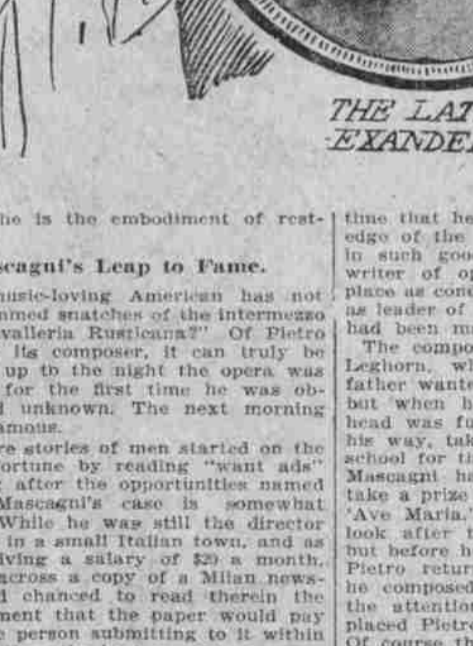 THE LAT
EXANDE
he is the embodiment of rest-
scagni's Leap to Fame.
music-loving American has not
mmed snatches of the intermezzo
valleria Rusticana?" Of Pietro
its composer, it can truly be
up to the night the opera was
for the first time he was ob-
d unknown. The next morning
amous.
re stories of men started on the
ortune by reading "want ads"
after the opportunities named
Mascagni's case is somewhat
While he was still the director
in a small Italian town, and as
iving a salary of $20 a month,
across a copy of a Milan news-
d chanced to read therein the
ment that the paper would pay
e person submitting to it within
time that he
edge of the
in such good
writer of o
place as con
as leader of
had been mu
The compo
Leghorn, wh
father wante
but when h
head was fu
his way, tak
school for t
Mascagni ha
take a prize
'Ave Maria.
look after t
but before h
Pietro retur
he composed
the attentio
placed Pietro
Of course th